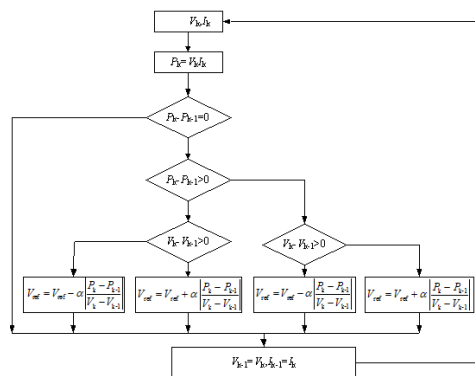 Vk,Ik
Pk=VkIk
Pk-Pk-1=0
Pk-Pk-1>0
Vk-Vk-1>0
Vk-Vk-1>0
Vref = Vref − α |Pk − Pk-1 / Vk − Vk-1|
Vref = Vref + α |Pk − Pk-1 / Vk − Vk-1|
Vref = Vref − α |Pk − Pk-1 / Vk − Vk-1|
Vref = Vref + α |Pk − Pk-1 / Vk − Vk-1|
Vk-1=Vk,Ik-1=Ik